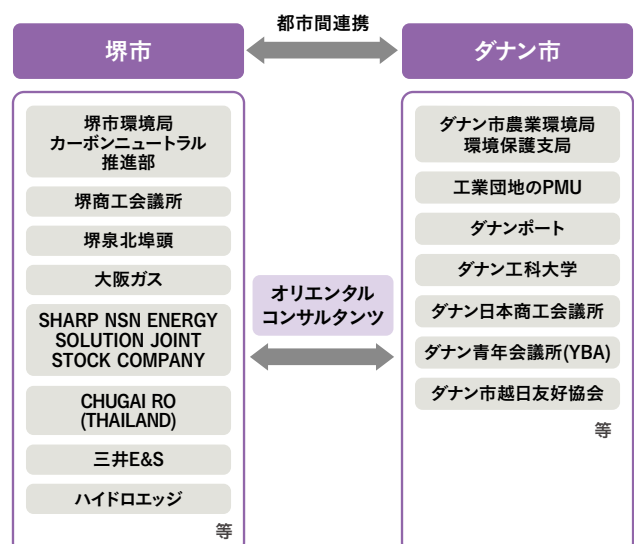 都市間連携
堺市
ダナン市
堺市環境局
カーボンニュートラル
推進部
堺商工会議所
堺泉北埠頭
大阪ガス
SHARP NSN ENERGY
SOLUTION JOINT
STOCK COMPANY
CHUGAI RO
(THAILAND)
三井E&S
ハイドロエッジ
等
オリエンタル
コンサルタンツ
ダナン市農業環境局
環境保護支局
工業団地のPMU
ダナンポート
ダナン工科大学
ダナン日本商工会議所
ダナン青年会議所(YBA)
ダナン市越日友好協会
等